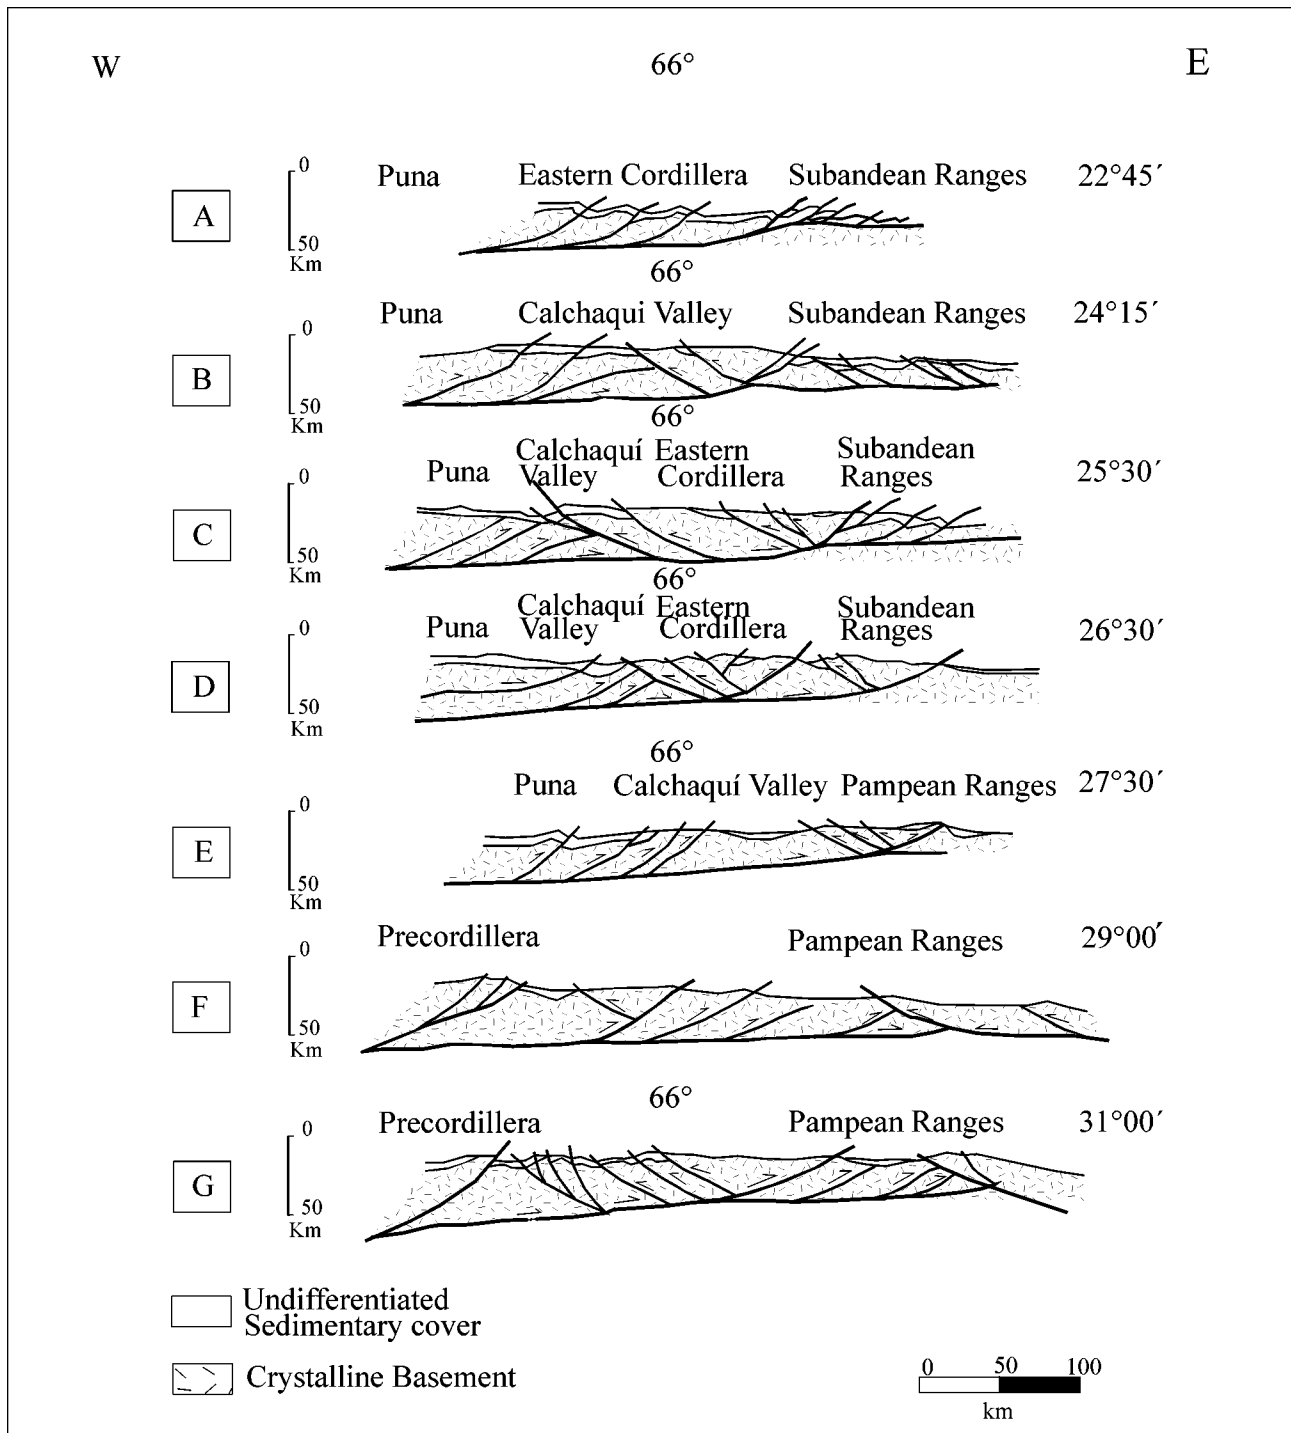 W 66° E
0
Puna Eastern Cordillera Subandean Ranges 22°45´
A
50
Km
66°
Puna Calchaqui Valley Subandean Ranges 24°15´
0
B
50
Km
66°
Calchaquí Eastern Subandean
Puna Valley Cordillera Ranges 25°30´
0
C
50
Km
66°
Calchaquí Eastern Subandean
Puna Valley Cordillera Ranges 26°30´
0
D
50
Km
66°
Puna Calchaquí Valley Pampean Ranges 27°30´
0
E
50
Km
Precordillera Pampean Ranges 29°00´
0
F
50
Km
66°
Precordillera Pampean Ranges 31°00´
0
G
50
Km
Undifferentiated
Sedimentary cover
Crystalline Basement
0 50 100
km